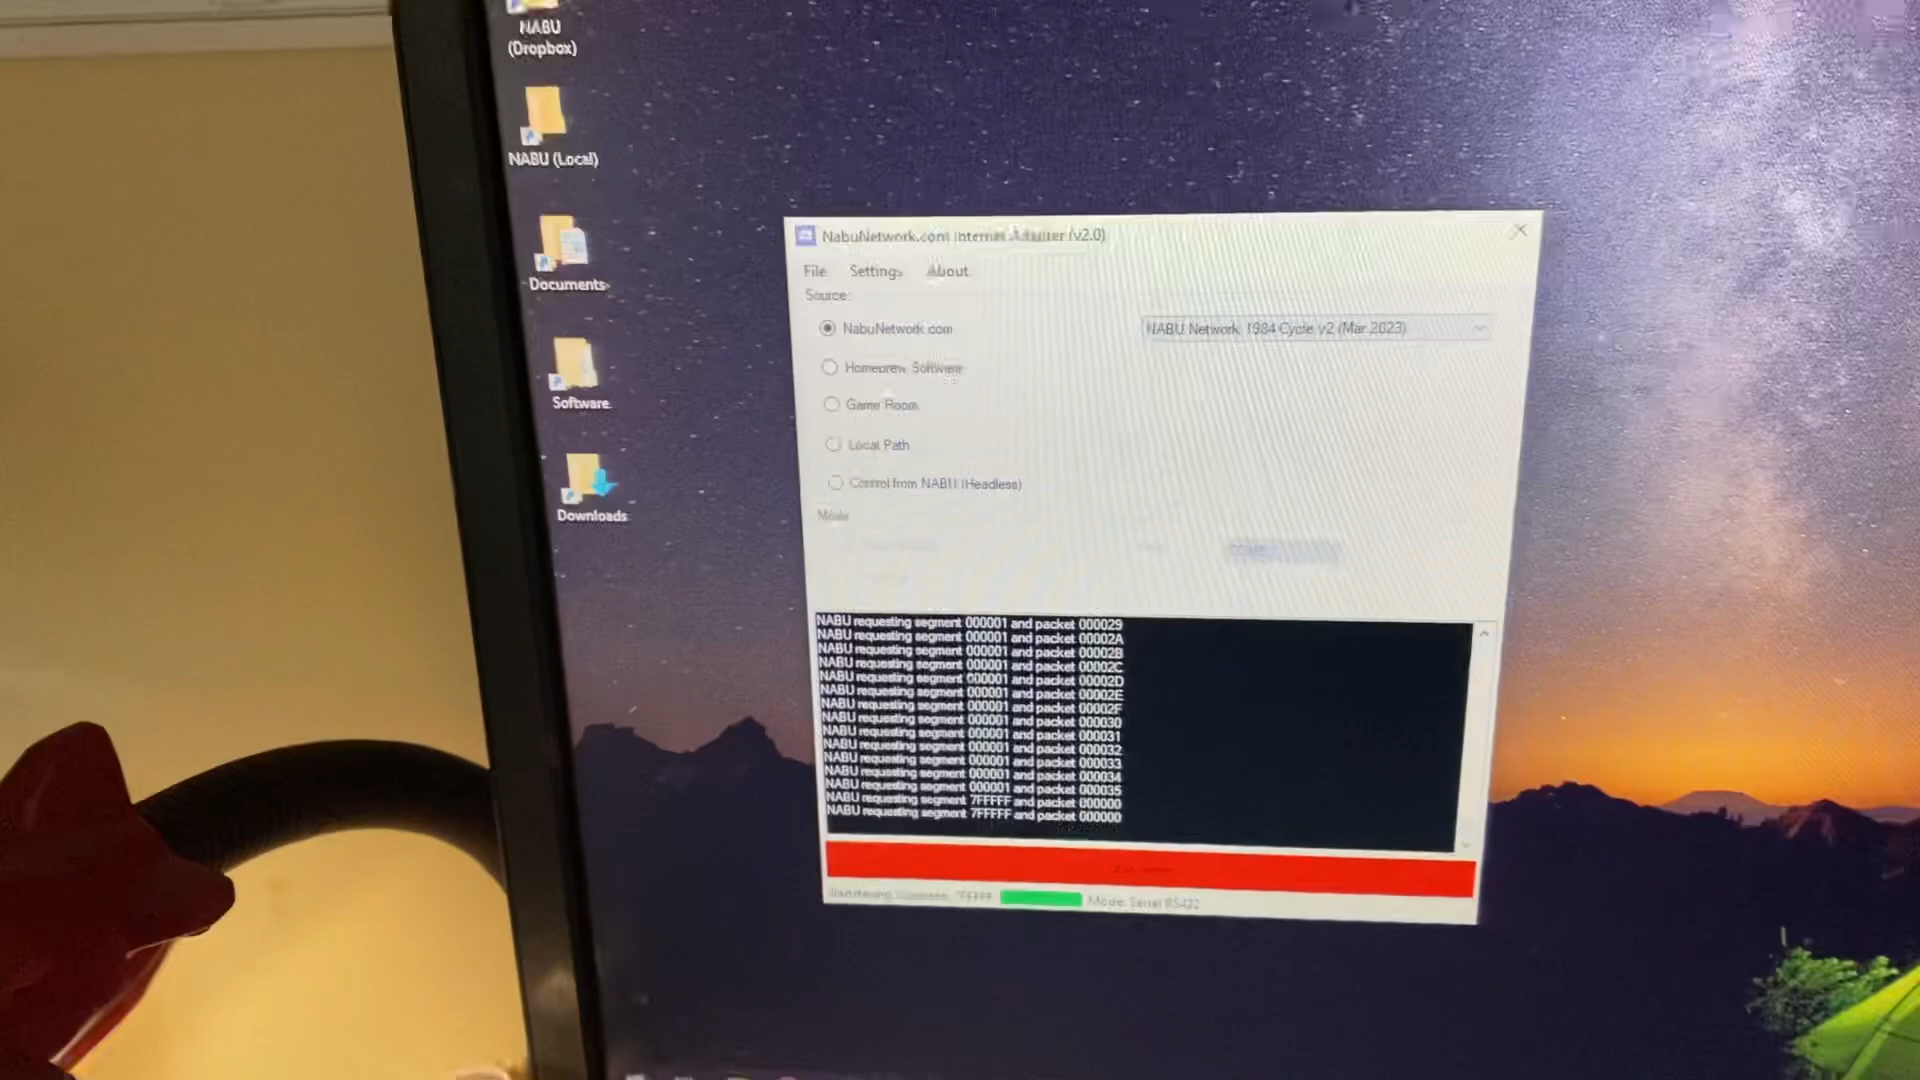 NABU
(Dropbox)
NABU (Local)
Documents
Software
Downloads
NabuNetwork.com Internet Adapter (v2.0)
File Settings About
Source:
NabuNetwork.com
NABU Network 1984 Cycle v2 (Mar 2023)
Homebrew Software
Game Room
Local Path
Control from NABU (Headless)
Mode
NABU requesting segment 000001 and packet 000029
NABU requesting segment 000001 and packet 00002A
NABU requesting segment 000001 and packet 00002B
NABU requesting segment 000001 and packet 00002C
NABU requesting segment 000001 and packet 00002D
NABU requesting segment 000001 and packet 00002E
NABU requesting segment 000001 and packet 00002F
NABU requesting segment 000001 and packet 000030
NABU requesting segment 000001 and packet 000031
NABU requesting segment 000001 and packet 000032
NABU requesting segment 000001 and packet 000033
NABU requesting segment 000001 and packet 000034
NABU requesting segment 000001 and packet 000035
NABU requesting segment 7FFFFF and packet 000000
NABU requesting segment 7FFFFF and packet 000000
Mode: Serial RS422